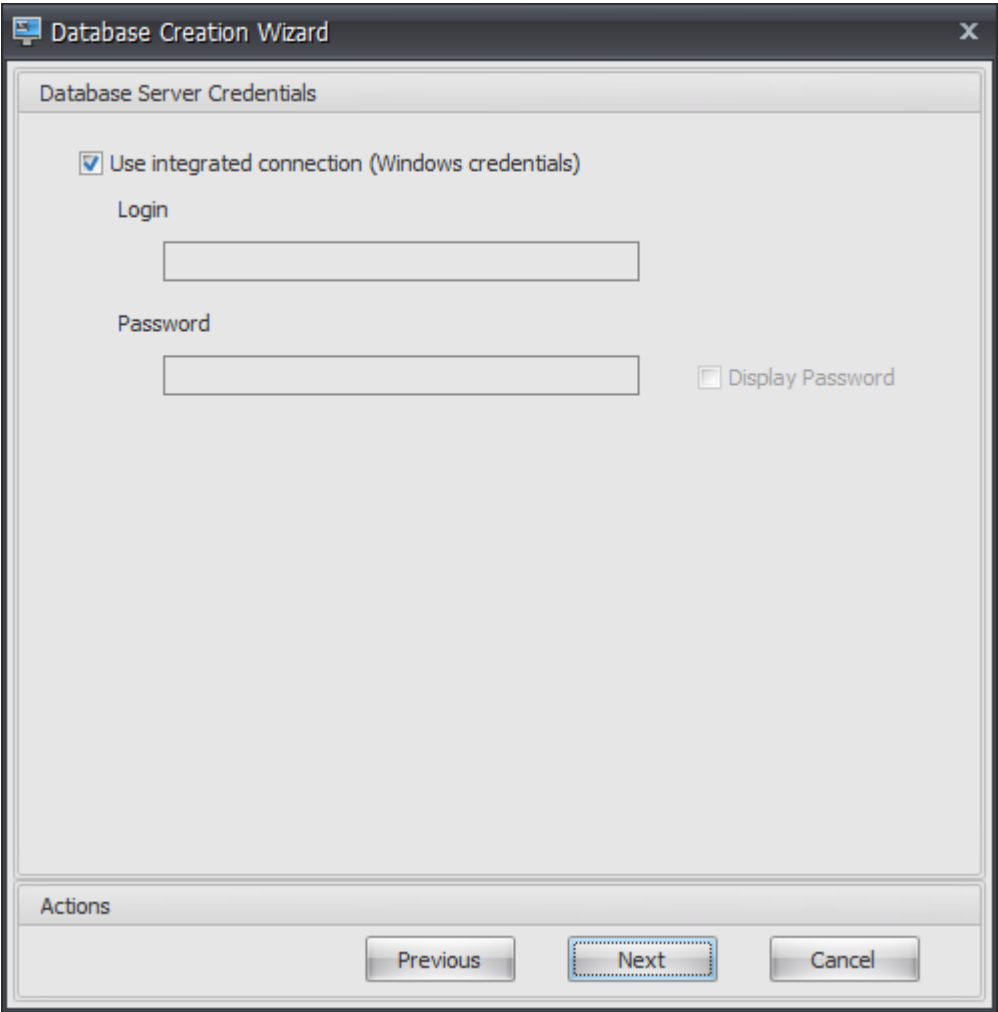 Database Creation Wizard
Database Server Credentials
Use integrated connection (Windows credentials)
Login
Password
Display Password
Actions
Previous Next Cancel